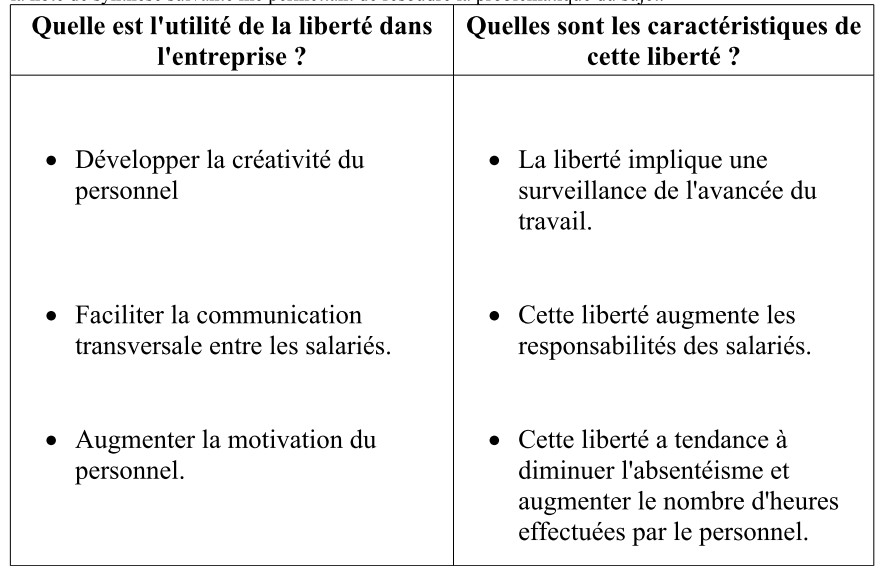 Quelle est l'utilité de la liberté dans
l'entreprise ?
Quelles sont les caractéristiques de
cette liberté ?
• Développer la créativité du
personnel
• La liberté implique une
surveillance de l'avancée du
travail.
• Faciliter la communication
transversale entre les salariés.
• Cette liberté augmente les
responsabilités des salariés.
• Augmenter la motivation du
personnel.
• Cette liberté a tendance à
diminuer l'absentéisme et
augmenter le nombre d'heures
effectuées par le personnel.